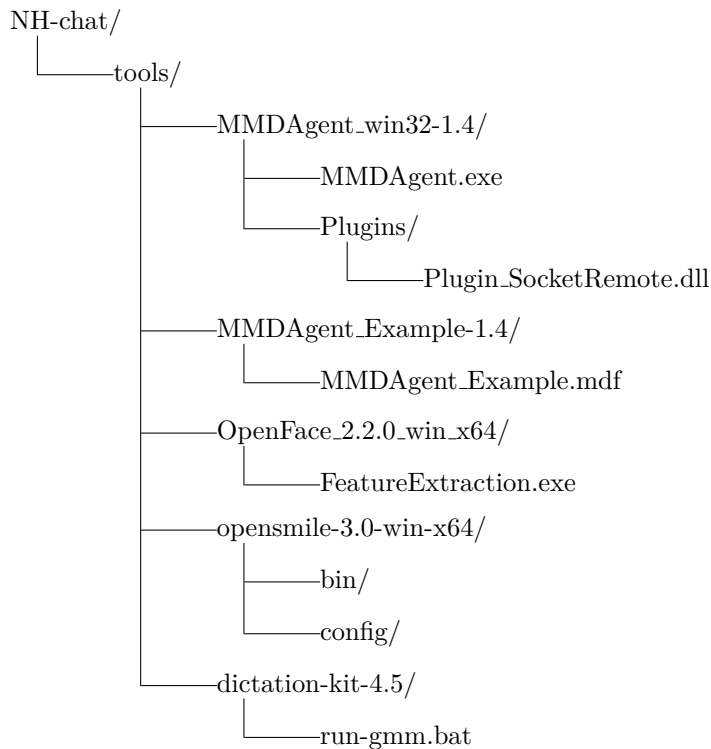 NH-chat/
tools/
MMDAgent_win32-1.4/
MMDAgent.exe
Plugins/
Plugin_SocketRemote.dll
MMDAgent_Example-1.4/
MMDAgent_Example.mdf
OpenFace_2.2.0_win_x64/
FeatureExtraction.exe
opensmile-3.0-win-x64/
bin/
config/
dictation-kit-4.5/
run-gmm.bat